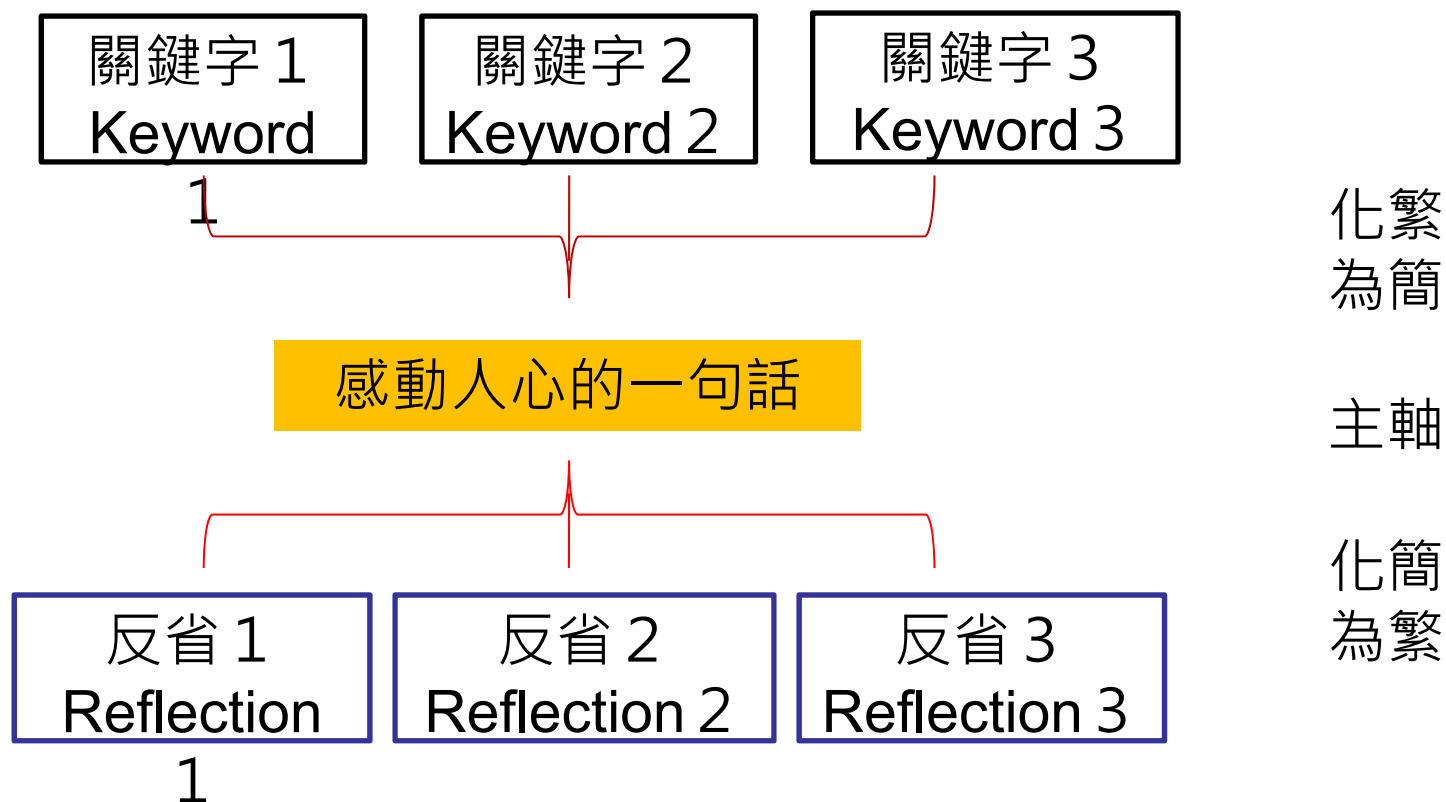 關鍵字1
Keyword
1
關鍵字2
Keyword 2
關鍵字3
Keyword 3
化繁
為簡
感動人心的一句話
主軸
化簡
為繁
反省1
Reflection
1
反省2
Reflection 2
反省3
Reflection 3